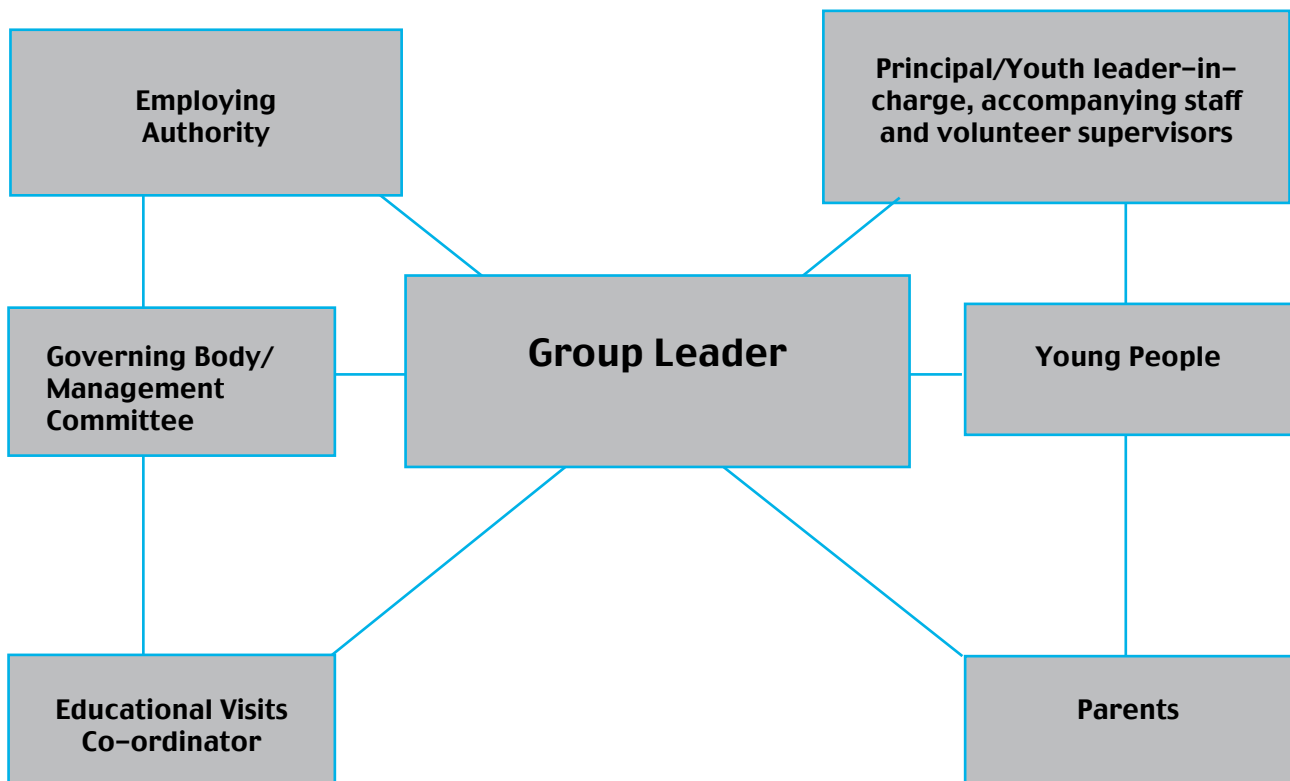 Employing
Authority
Principal/Youth leader-in-
charge, accompanying staff
and volunteer supervisors
Governing Body/
Management
Committee
Group Leader
Young People
Educational Visits
Co-ordinator
Parents